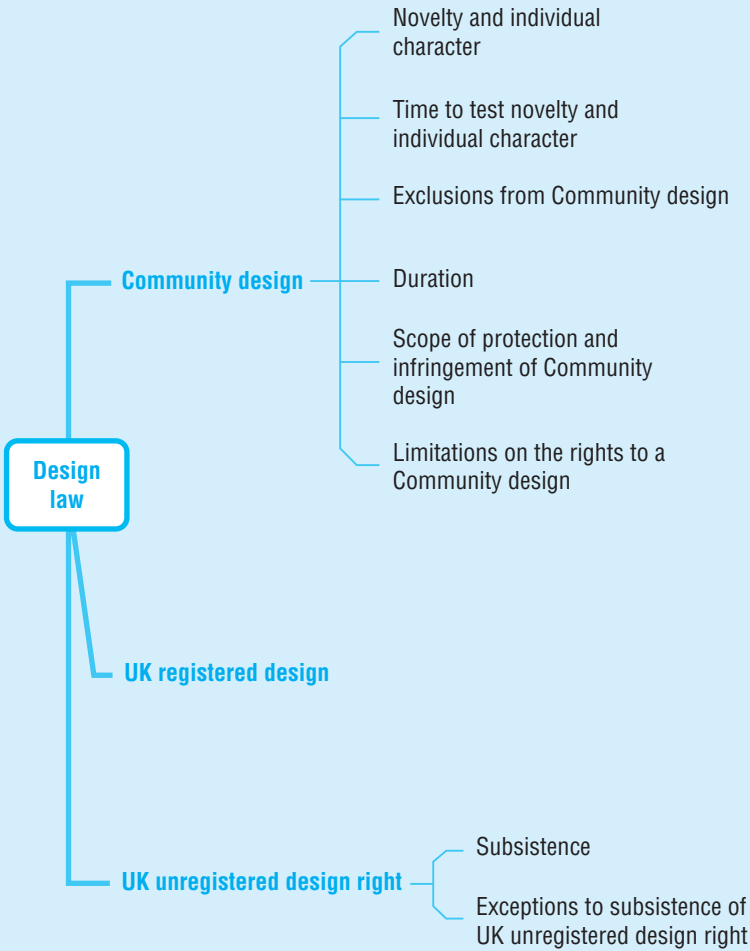 Novelty and individual
character
Time to test novelty and
individual character
Exclusions from Community design
Community design
Duration
Scope of protection and
infringement of Community
design
Limitations on the rights to a
Community design
Design
law
UK registered design
UK unregistered design right
Subsistence
Exceptions to subsistence of
UK unregistered design right